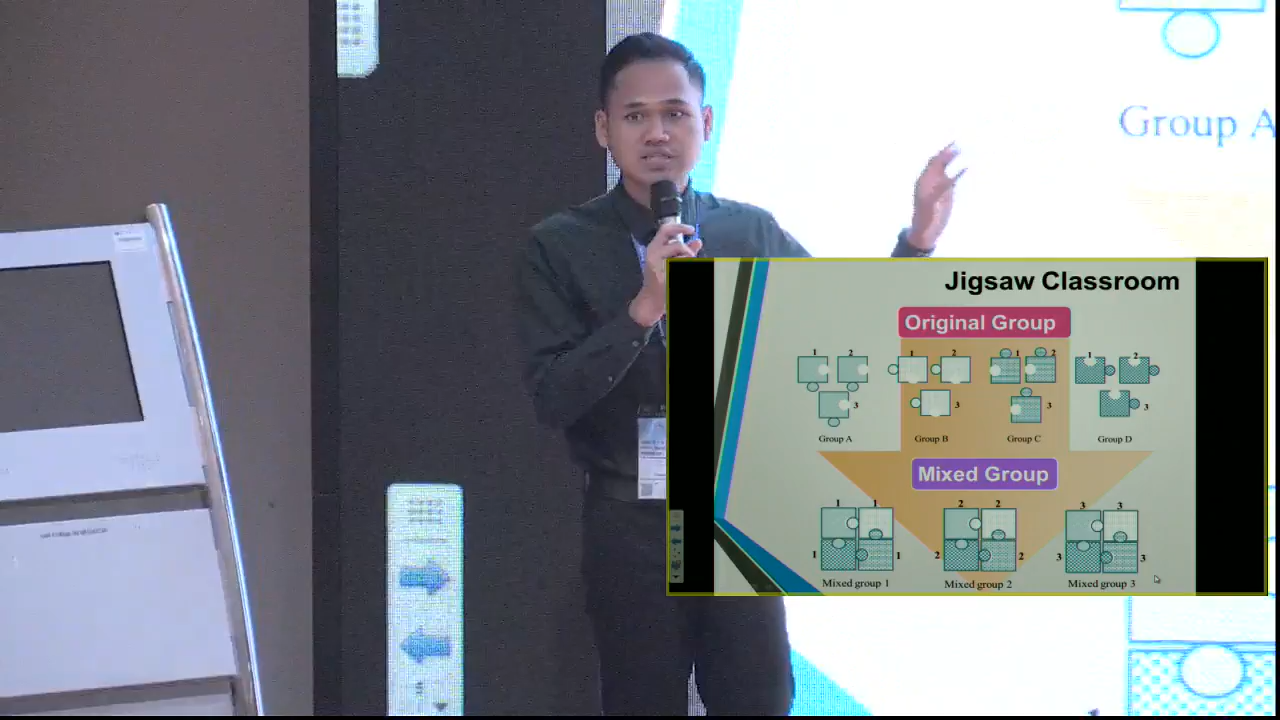 Group A
Jigsaw Classroom
Original Group
1 2 1 2 1 2 1 2
3 3 3 3
Group A Group B Group C Group D
Mixed Group
1 1 2 2 3 3
1 1 2 2 3 3
Mixed group 1 Mixed group 2 Mixed group 3